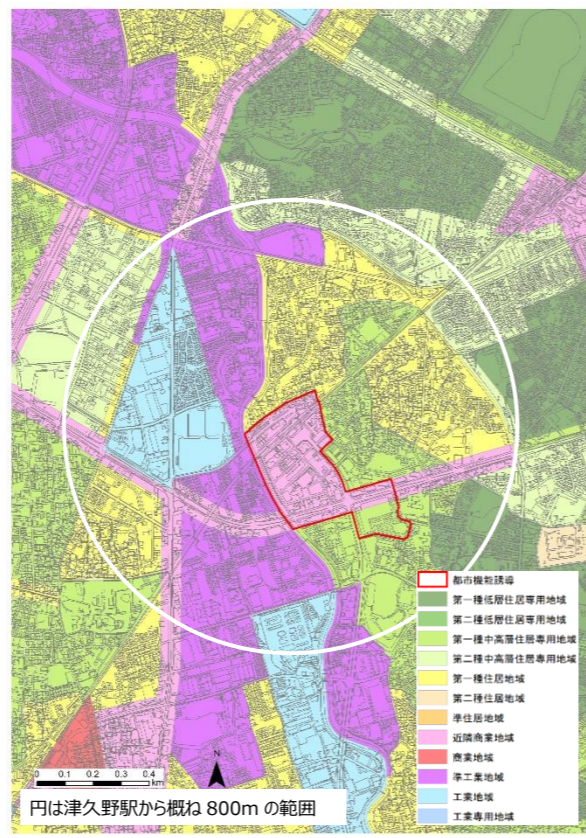 都市機能誘導
第一種低層住居専用地域
第二種低層住居専用地域
第一種中高層住居専用地域
第二種中高層住居専用地域
第一種住居地域
第二種住居地域
準住居地域
近隣商業地域
商業地域
準工業地域
工業地域
工業専用地域
N
0 0.1 0.2 0.3 0.4
km
円は津久野駅から概ね 800m の範囲